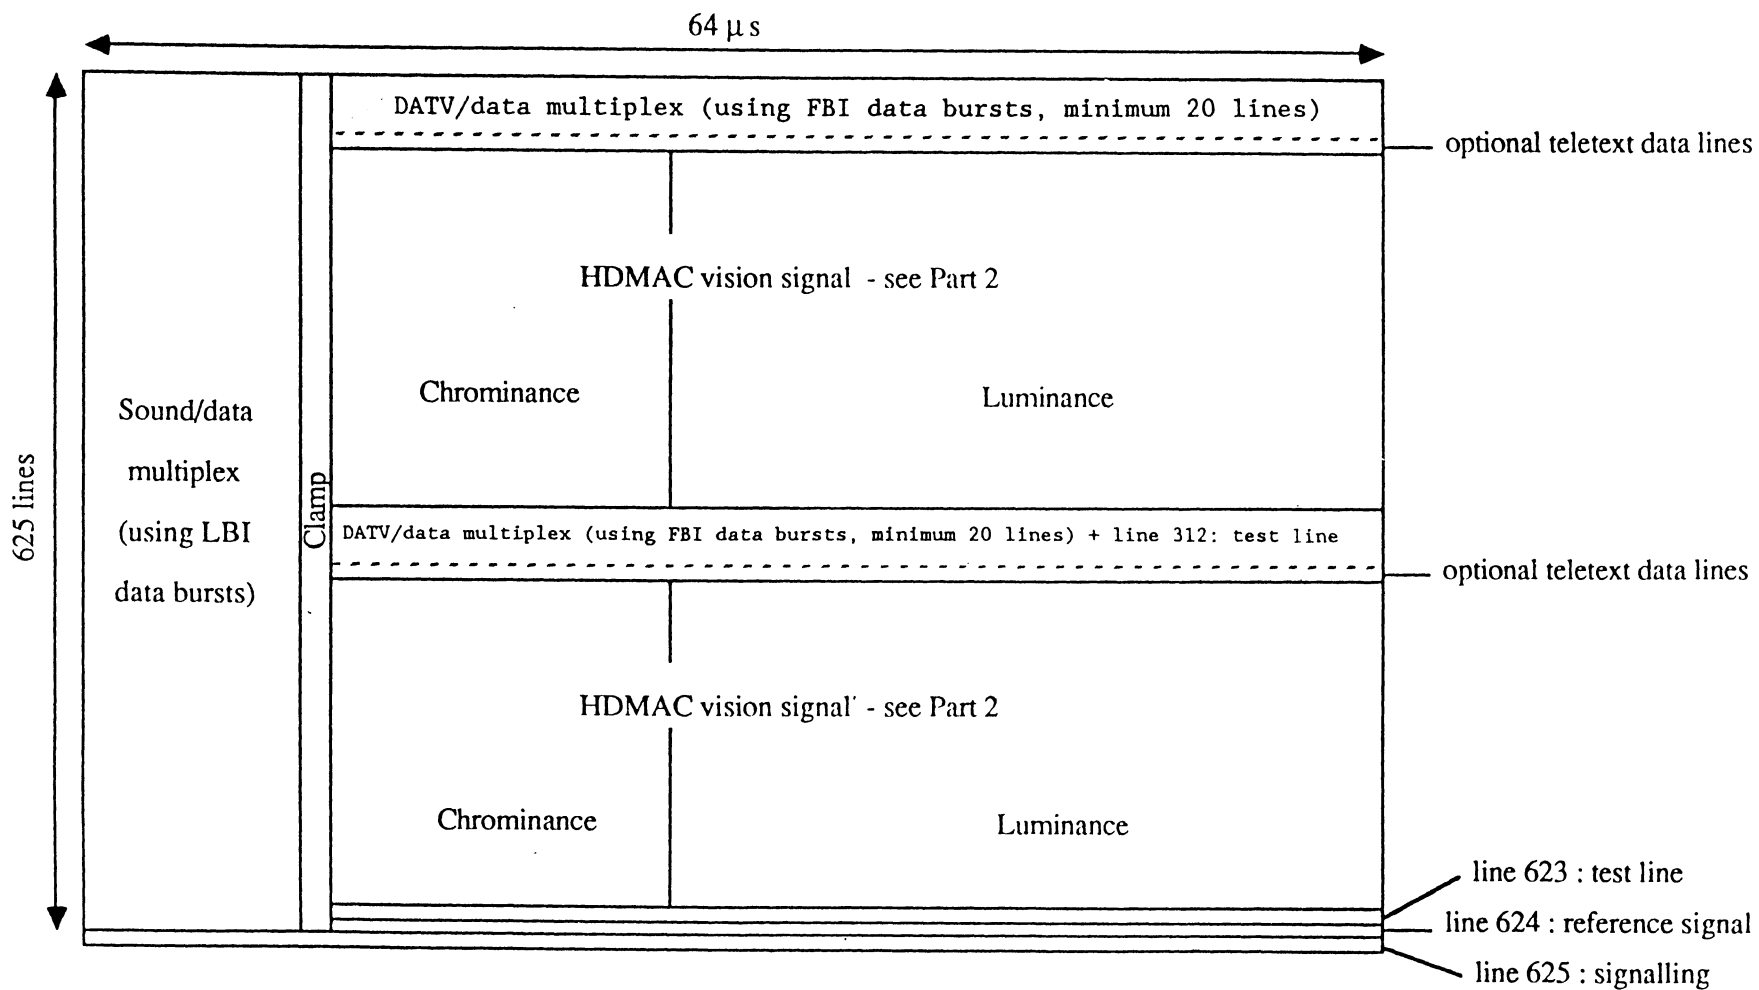 64 µs
DATV/data multiplex (using FBI data bursts, minimum 20 lines)
optional teletext data lines
HDMAC vision signal - see Part 2
Chrominance
Luminance
625 lines
Sound/data
multiplex
(using LBI
data bursts)
Clamp
DATV/data multiplex (using FBI data bursts, minimum 20 lines) + line 312: test line
optional teletext data lines
HDMAC vision signal - see Part 2
Chrominance
Luminance
line 623 : test line
line 624 : reference signal
line 625 : signalling